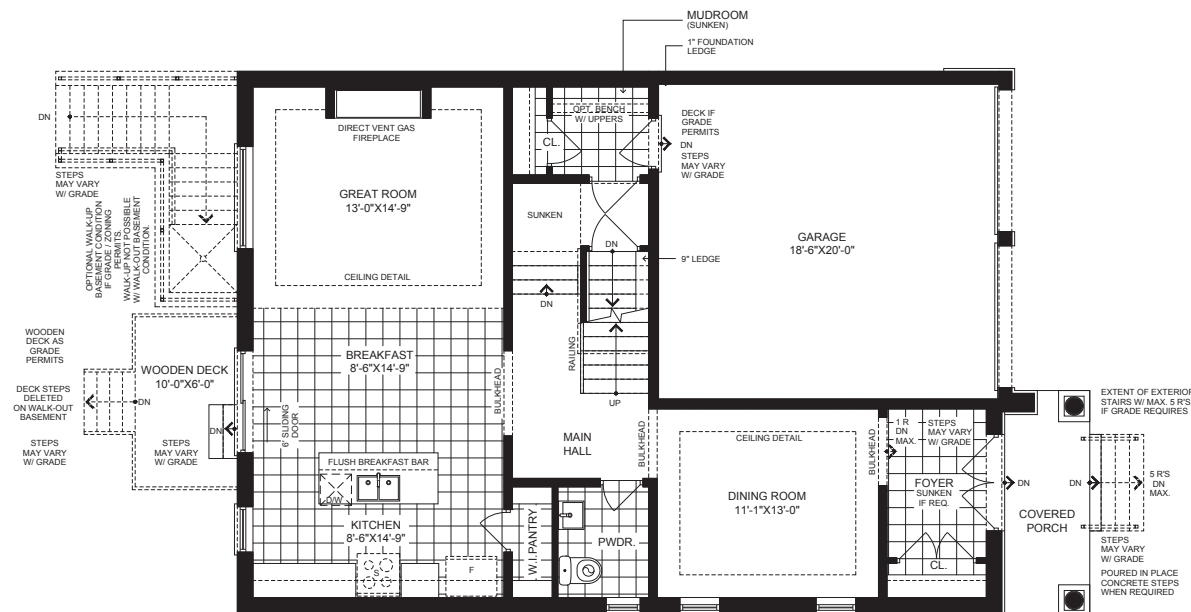 MUDROOM
(SUNKEN)
1" FOUNDATION
LEDGE
DN
STEPS
MAY VARY
W/ GRADE
OPTIONAL WALK-UP
BASEMENT CONDITION
IF GRADE / ZONING
PERMITS.
WALK-UP NOT POSSIBLE
W/ WALK-OUT BASEMENT
CONDITION.
DIRECT VENT GAS
FIREPLACE
GREAT ROOM
13'-0"X14'-9"
CEILING DETAIL
OPT. BENCH
W/ UPPERS
CL.
DECK IF
GRADE
PERMITS
DN
STEPS
MAY VARY
W/ GRADE
SUNKEN
DN
9" LEDGE
DN
RAILING
UP
GARAGE
18'-6"X20'-0"
WOODEN
DECK AS
GRADE
PERMITS
DECK STEPS
DELETED
ON WALK-OUT
BASEMENT
STEPS
MAY VARY
W/ GRADE
WOODEN DECK
10'-0"X6'-0"
DN
DN
STEPS
MAY VARY
W/ GRADE
6' SLIDING
DOOR
BREAKFAST
8'-6"X14'-9"
BULKHEAD
FLUSH BREAKFAST BAR
D/W
KITCHEN
8'-6"X14'-9"
S
F
W.I.PANTRY
MAIN
HALL
BULKHEAD
PWDR.
CEILING DETAIL
DINING ROOM
11'-1"X13'-0"
BULKHEAD
1 R
DN
MAX.
STEPS
MAY VARY
W/ GRADE
FOYER
SUNKEN
IF REQ.
CL.
DN
COVERED
PORCH
DN
EXTENT OF EXTERIOR
STAIRS W/ MAX. 5 R'S
IF GRADE REQUIRES
5 R'S
DN
MAX.
STEPS
MAY VARY
W/ GRADE
POURED IN PLACE
CONCRETE STEPS
WHEN REQUIRED